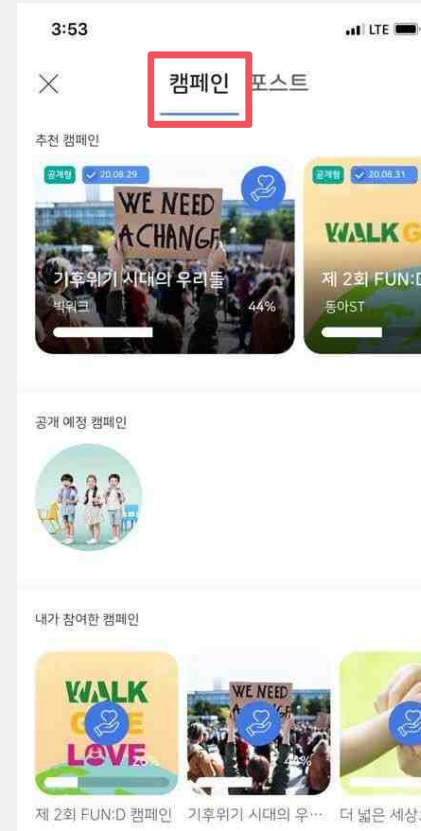 3:53
LTE
캠페인 포스트
추천 캠페인
공개형 20.08.29
WE NEED
A CHANGE
기후위기 시대의 우리들
빅워크
44%
공개형 20.08.31
WALK G
제 2회 FUN:D
동아ST
공개 예정 캠페인
내가 참여한 캠페인
WALK
GIVE
LOVE
WE NEED
44%
제 2회 FUN:D 캠페인
기후위기 시대의 우…
더 넓은 세상